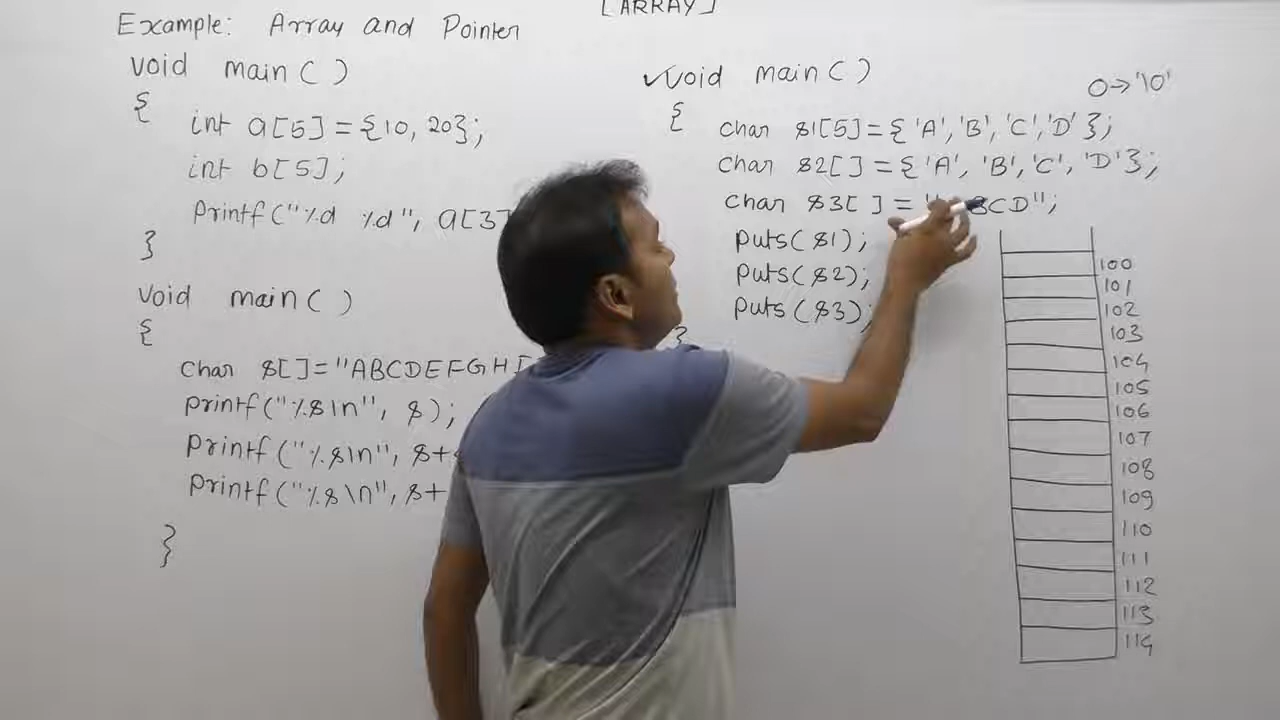 [ARRAY]
Example: Array and Pointer
void main( )
{
int a[5] = {10, 20};
int b[5];
Printf("%d %d", a[3]
}
void main( )
{
char s[]="ABCDEFGH
printf("%s\n", s);
printf("%s\n", s+
printf("%s\n", s+
}
✓void main( )
0→'\0'
{
char s1[5]={'A','B','C','D'};
char s2[] ={'A', 'B','C', 'D'};
char s3[ ] = " BCD";
puts(s1);
puts(s2);
puts(s3);
}
100
101
102
103
104
105
106
107
108
109
110
111
112
113
114